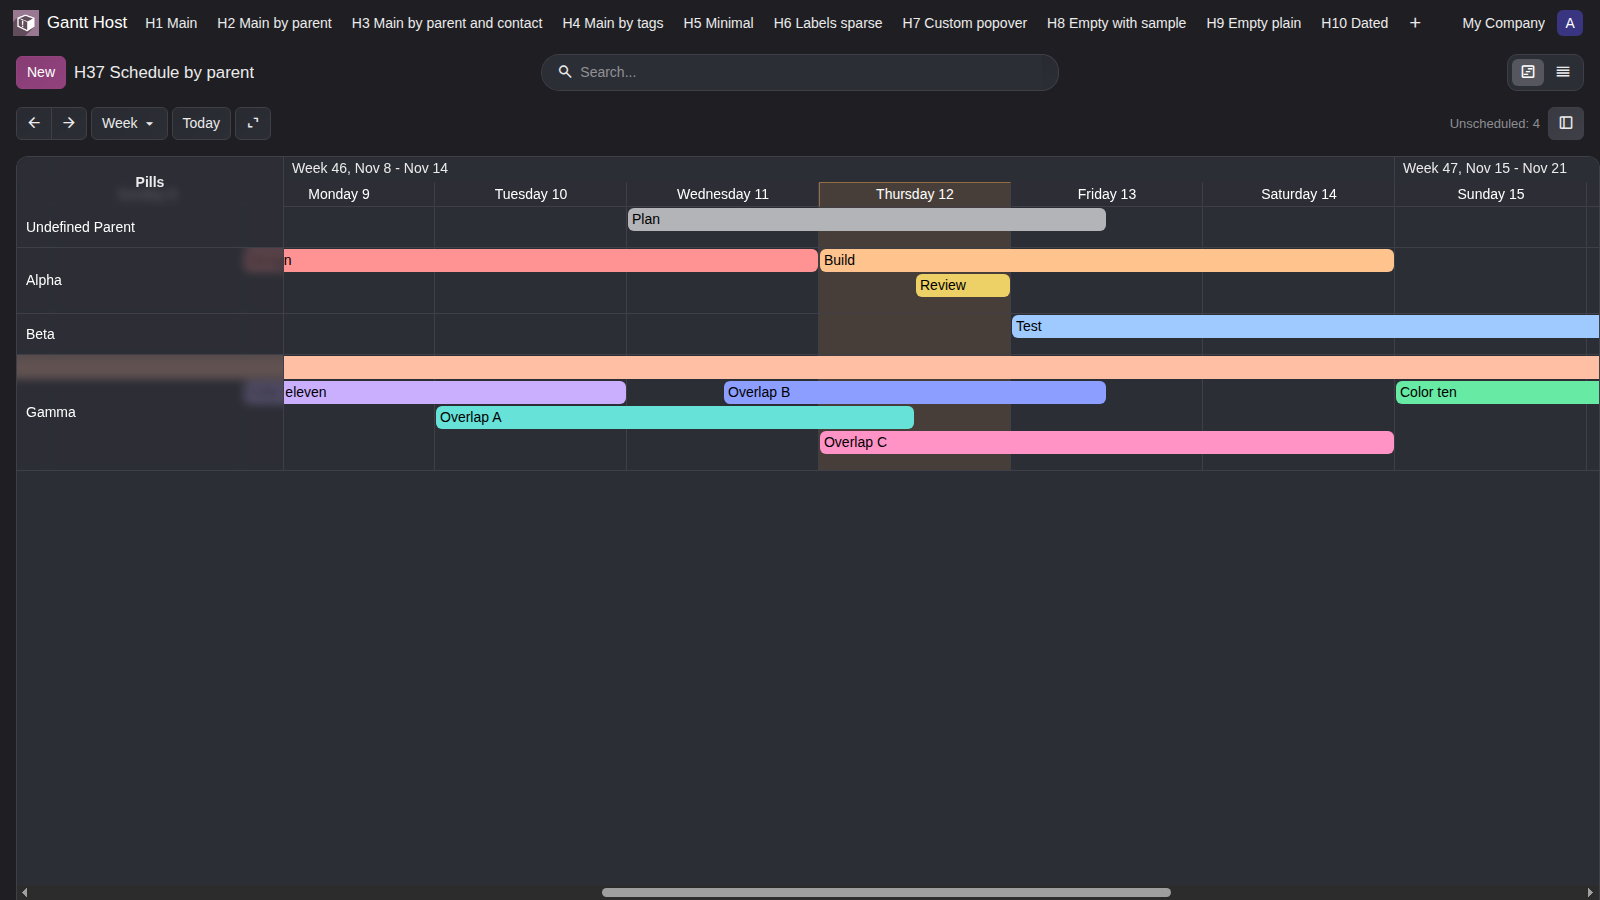 Gantt Host H1 Main H2 Main by parent H3 Main by parent and contact H4 Main by tags H5 Minimal H6 Labels sparse H7 Custom popover H8 Empty with sample H9 Empty plain H10 Dated + My Company A
New H37 Schedule by parent Search...
Week Today Unscheduled: 4
Week 46, Nov 8 - Nov 14 Week 47, Nov 15 - Nov 21
Pills
Monday 9 Tuesday 10 Wednesday 11 Thursday 12 Friday 13 Saturday 14 Sunday 15
Plan
Undefined Parent
n Build
Alpha
Review
Test
Beta
eleven Overlap B Color ten
Gamma
Overlap A
Overlap C